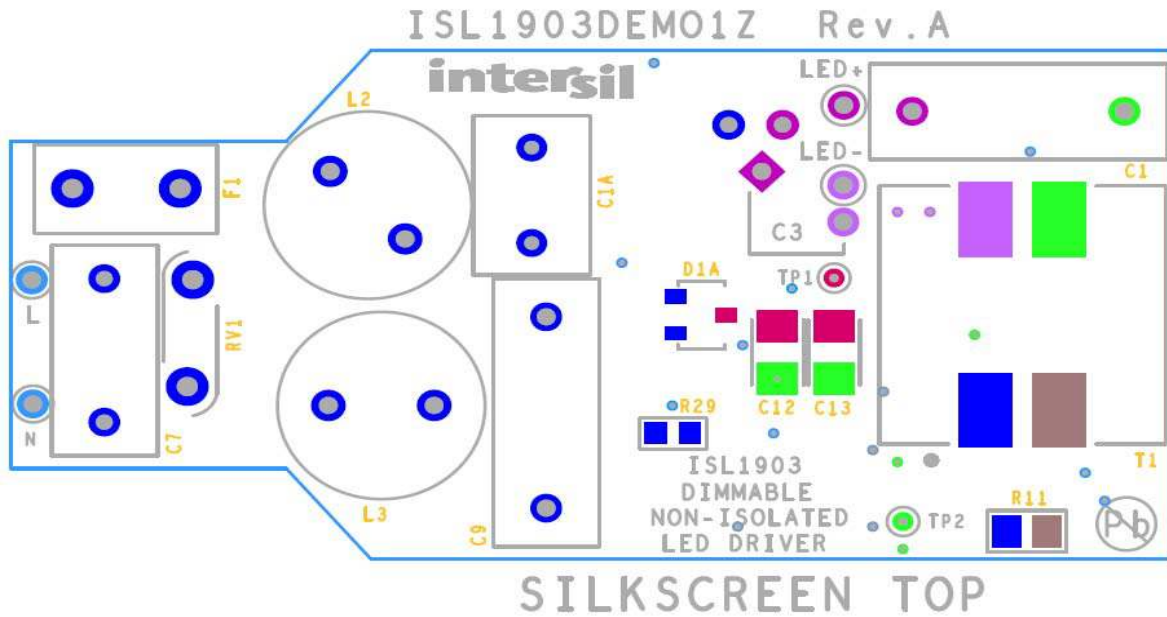 ISL1903DEMO1Z Rev.A
intersil
LED+
L2
LED-
C1
F1
C1A
C3
D1A
TP1
L
RV1
C12
C13
R29
N
C7
T1
ISL1903
DIMMABLE
NON-ISOLATED
LED DRIVER
R11
L3
C9
TP2
Pb
SILKSCREEN TOP